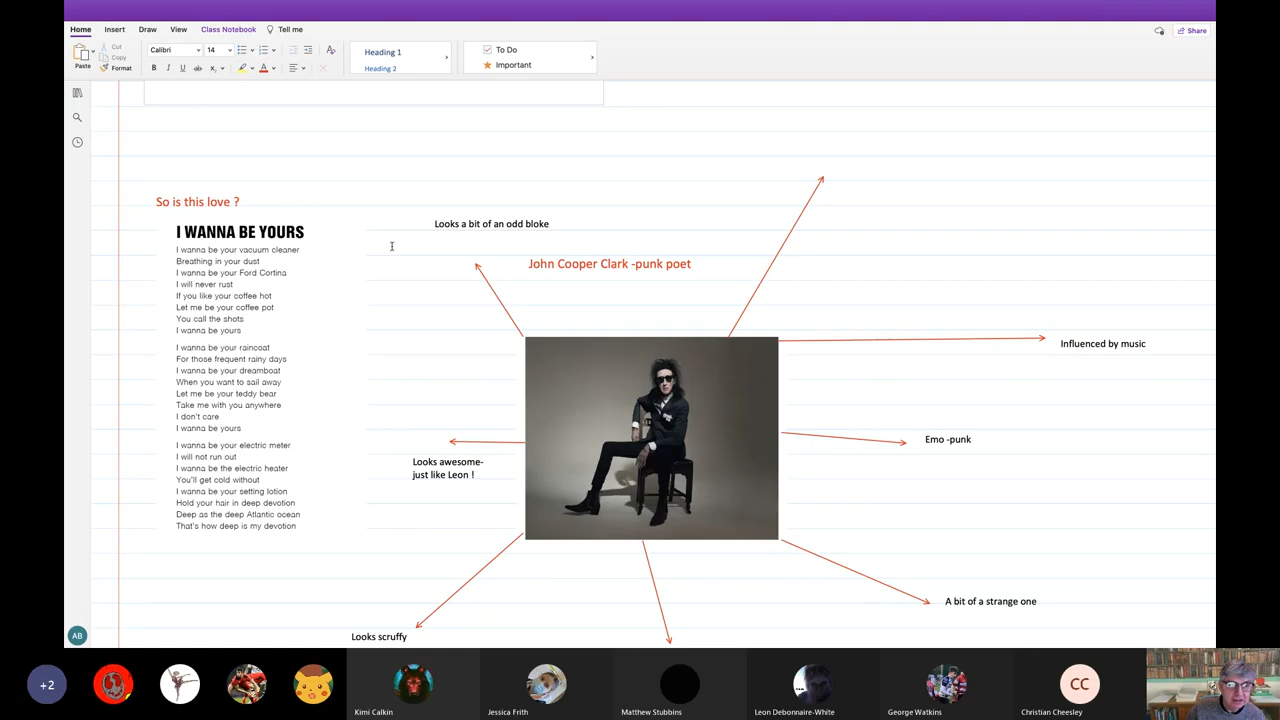 Home Insert Draw View Class Notebook Tell me
Share
Paste
Cut
Copy
Format
Calibri 14
Heading 1
Heading 2
To Do
Important
So is this love ?
I WANNA BE YOURS
I wanna be your vacuum cleaner
Breathing in your dust
I wanna be your Ford Cortina
I will never rust
If you like your coffee hot
Let me be your coffee pot
You call the shots
I wanna be yours
I wanna be your raincoat
For those frequent rainy days
I wanna be your dreamboat
When you want to sail away
Let me be your teddy bear
Take me with you anywhere
I don't care
I wanna be yours
I wanna be your electric meter
I will not run out
I wanna be the electric heater
You'll get cold without
I wanna be your setting lotion
Hold your hair in deep devotion
Deep as the deep Atlantic ocean
That's how deep is my devotion
Looks a bit of an odd bloke
John Cooper Clark -punk poet
Influenced by music
Emo -punk
Looks awesome-
just like Leon !
A bit of a strange one
Looks scruffy
AB
+2
Kimi Calkin
Jessica Frith
Matthew Stubbins
Leon Debonnaire-White
George Watkins
CC
Christian Cheesley